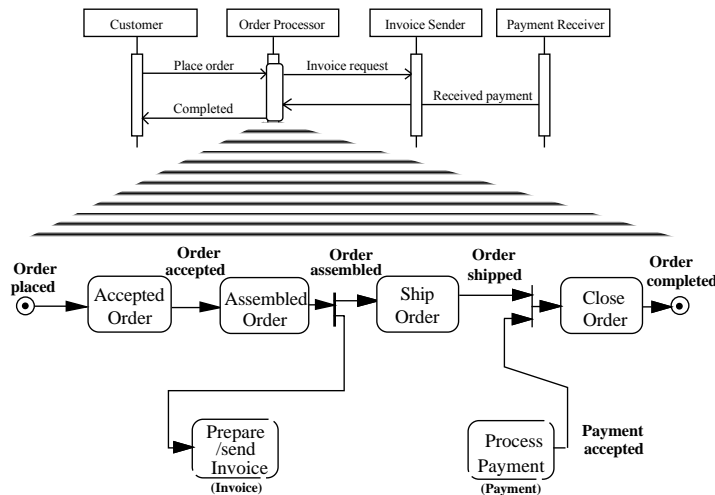 Customer
Order Processor
Invoice Sender
Payment Receiver
Place order
Invoice request
Received payment
Completed
Order
placed
Order
accepted
Order
assembled
Order
shipped
Order
completed
Accepted
Order
Assembled
Order
Ship
Order
Close
Order
Prepare
/send
Invoice
(Invoice)
Process
Payment
(Payment)
Payment
accepted